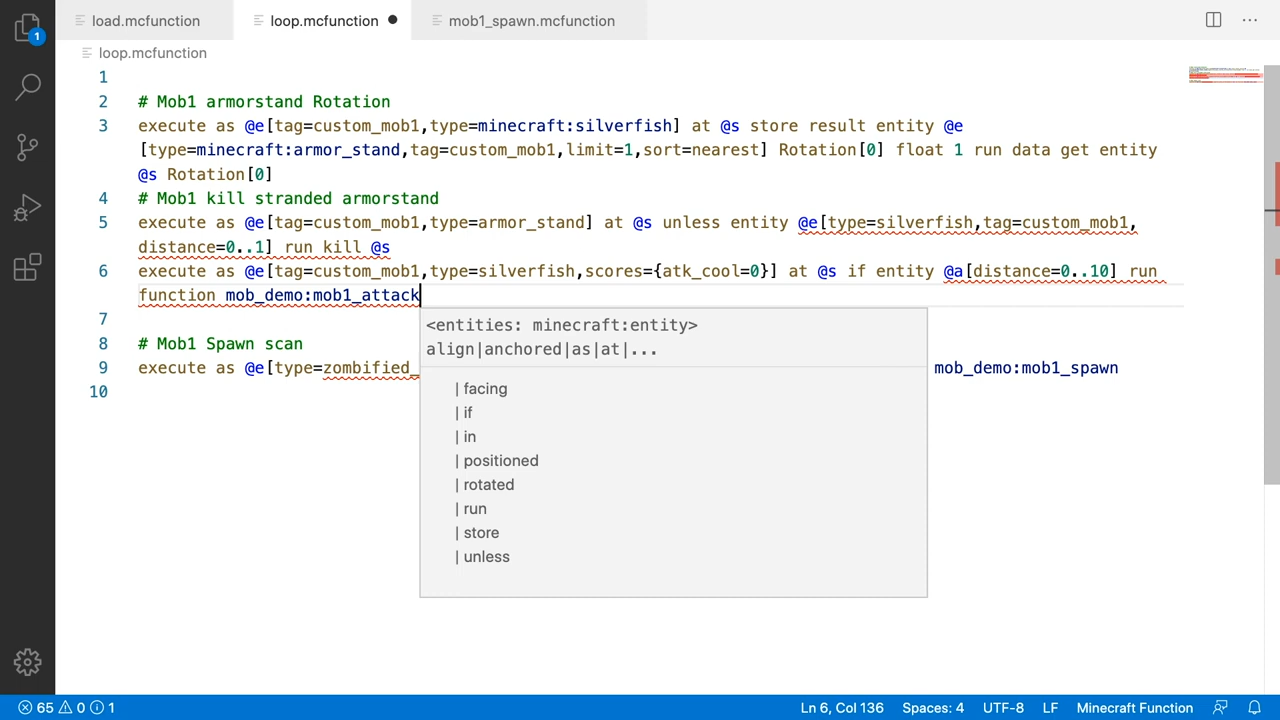 load.mcfunction
loop.mcfunction
mob1_spawn.mcfunction
1
loop.mcfunction
1
2 # Mob1 armorstand Rotation
3 execute as @e[tag=custom_mob1,type=minecraft:silverfish] at @s store result entity @e
[type=minecraft:armor_stand,tag=custom_mob1,limit=1,sort=nearest] Rotation[0] float 1 run data get entity
@s Rotation[0]
4 # Mob1 kill stranded armorstand
5 execute as @e[tag=custom_mob1,type=armor_stand] at @s unless entity @e[type=silverfish,tag=custom_mob1,
distance=0..1] run kill @s
6 execute as @e[tag=custom_mob1,type=silverfish,scores={atk_cool=0}] at @s if entity @a[distance=0..10] run
function mob_demo:mob1_attack
7
8 # Mob1 Spawn scan
9 execute as @e[type=zombified_ mob_demo:mob1_spawn
10
<entities: minecraft:entity>
align|anchored|as|at|...
| facing
| if
| in
| positioned
| rotated
| run
| store
| unless
65 0 1
Ln 6, Col 136
Spaces: 4
UTF-8
LF
Minecraft Function